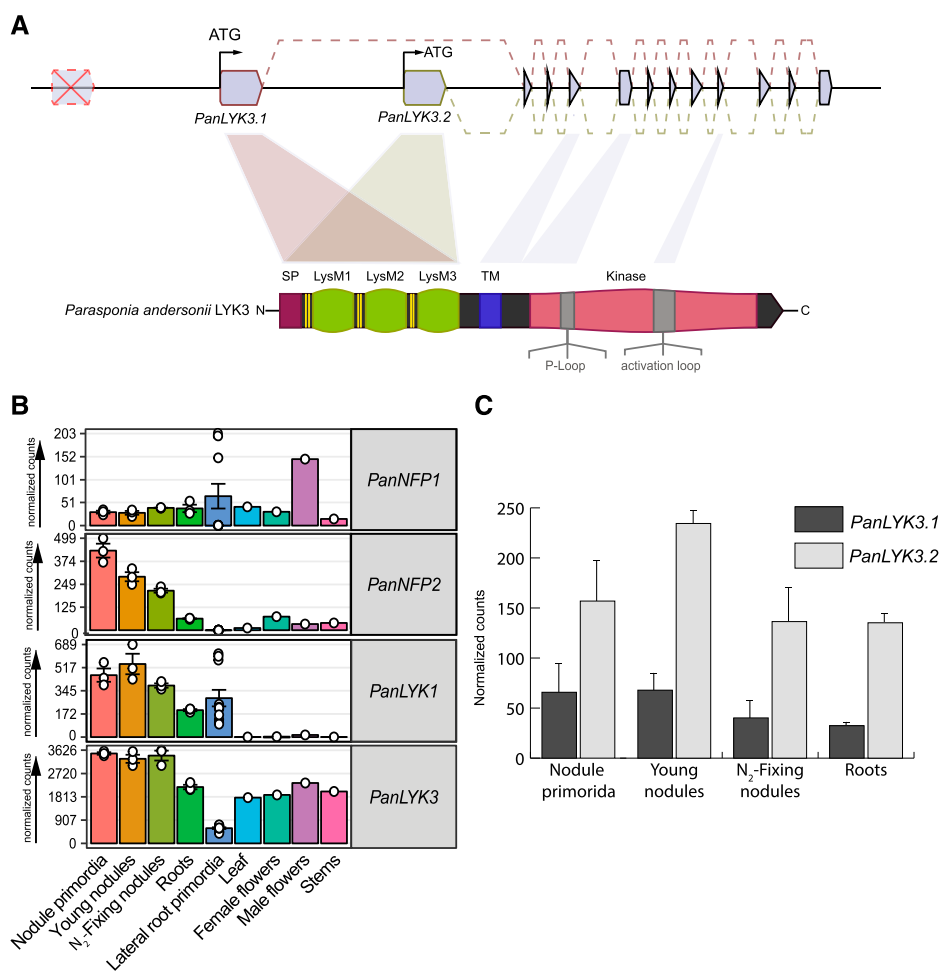 A
ATG
ATG
PanLYK3.1
PanLYK3.2
SP LysM1 LysM2 LysM3 TM Kinase
Parasponia andersonii LYK3 N
C
P-Loop
activation loop
B
normalized counts
203
152
101
51
0
PanNFP1
normalized counts
499
374
249
125
0
PanNFP2
normalized counts
689
517
345
172
0
PanLYK1
normalized counts
3626
2720
1813
907
0
PanLYK3
Nodule primordia
Young nodules
N2-Fixing nodules
Roots
Lateral root primordia
Leaf
Female flowers
Male flowers
Stems
C
Normalized counts
250
200
150
100
50
0
PanLYK3.1
PanLYK3.2
Nodule
primorida
Young
nodules
N2-Fixing
nodules
Roots